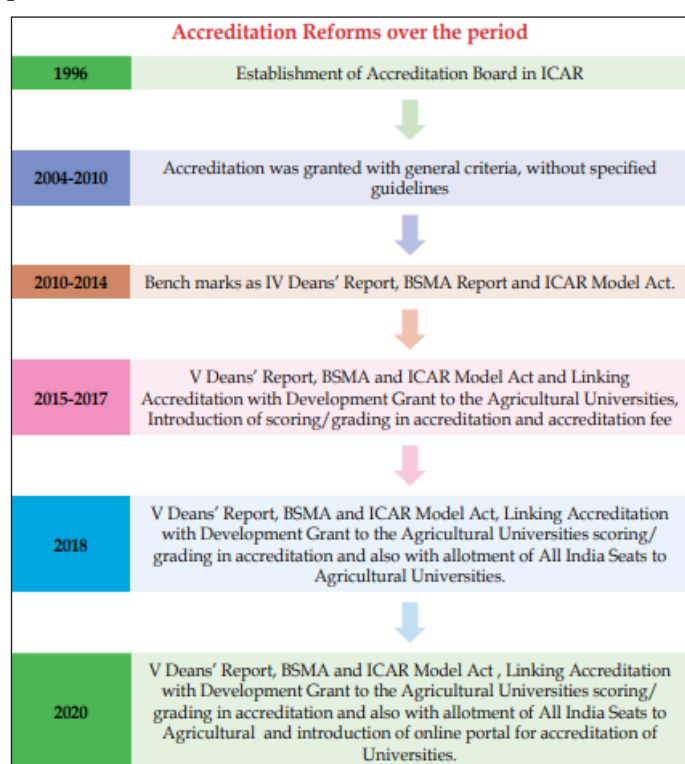 Accreditation Reforms over the period
1996
Establishment of Accreditation Board in ICAR
2004-2010
Accreditation was granted with general criteria, without specified
guidelines
2010-2014
Bench marks as IV Deans' Report, BSMA Report and ICAR Model Act.
2015-2017
V Deans' Report, BSMA and ICAR Model Act and Linking
Accreditation with Development Grant to the Agricultural Universities,
Introduction of scoring/grading in accreditation and accreditation fee
2018
V Deans' Report, BSMA and ICAR Model Act, Linking Accreditation
with Development Grant to the Agricultural Universities scoring/
grading in accreditation and also with allotment of All India Seats to
Agricultural Universities.
2020
V Deans' Report, BSMA and ICAR Model Act , Linking Accreditation
with Development Grant to the Agricultural Universities scoring/
grading in accreditation and also with allotment of All India Seats to
Agricultural and introduction of online portal for accreditation of
Universities.